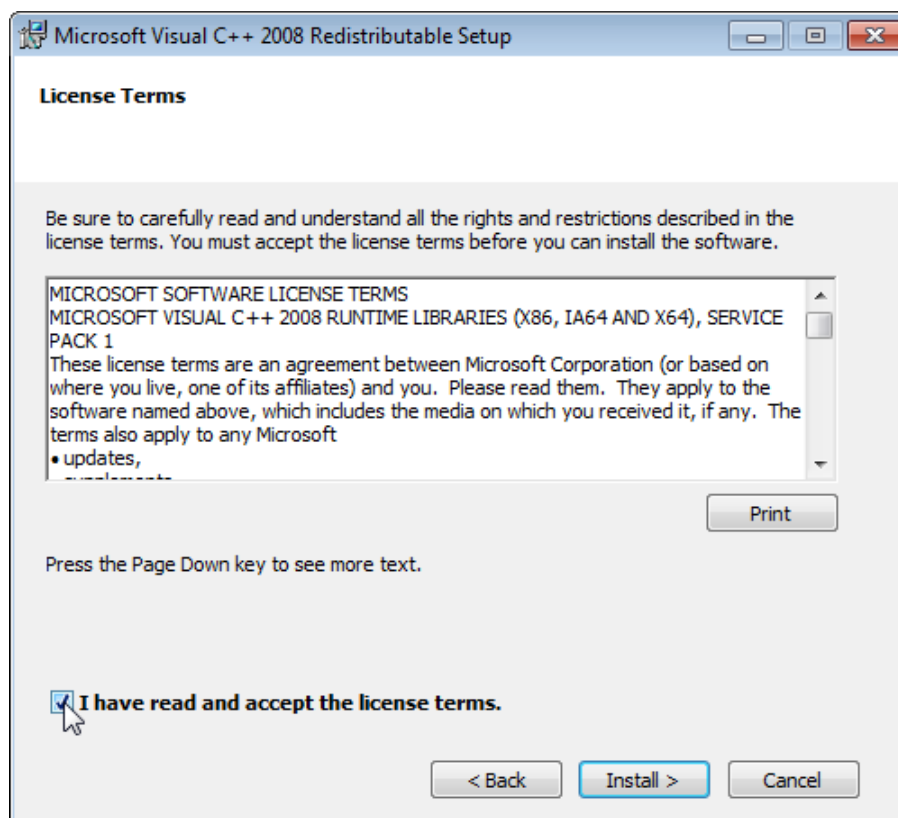 Microsoft Visual C++ 2008 Redistributable Setup
License Terms
Be sure to carefully read and understand all the rights and restrictions described in the
license terms. You must accept the license terms before you can install the software.
MICROSOFT SOFTWARE LICENSE TERMS
MICROSOFT VISUAL C++ 2008 RUNTIME LIBRARIES (X86, IA64 AND X64), SERVICE
PACK 1
These license terms are an agreement between Microsoft Corporation (or based on
where you live, one of its affiliates) and you.  Please read them.  They apply to the
software named above, which includes the media on which you received it, if any.  The
terms also apply to any Microsoft
• updates,
Print
Press the Page Down key to see more text.
I have read and accept the license terms.
< Back Install > Cancel